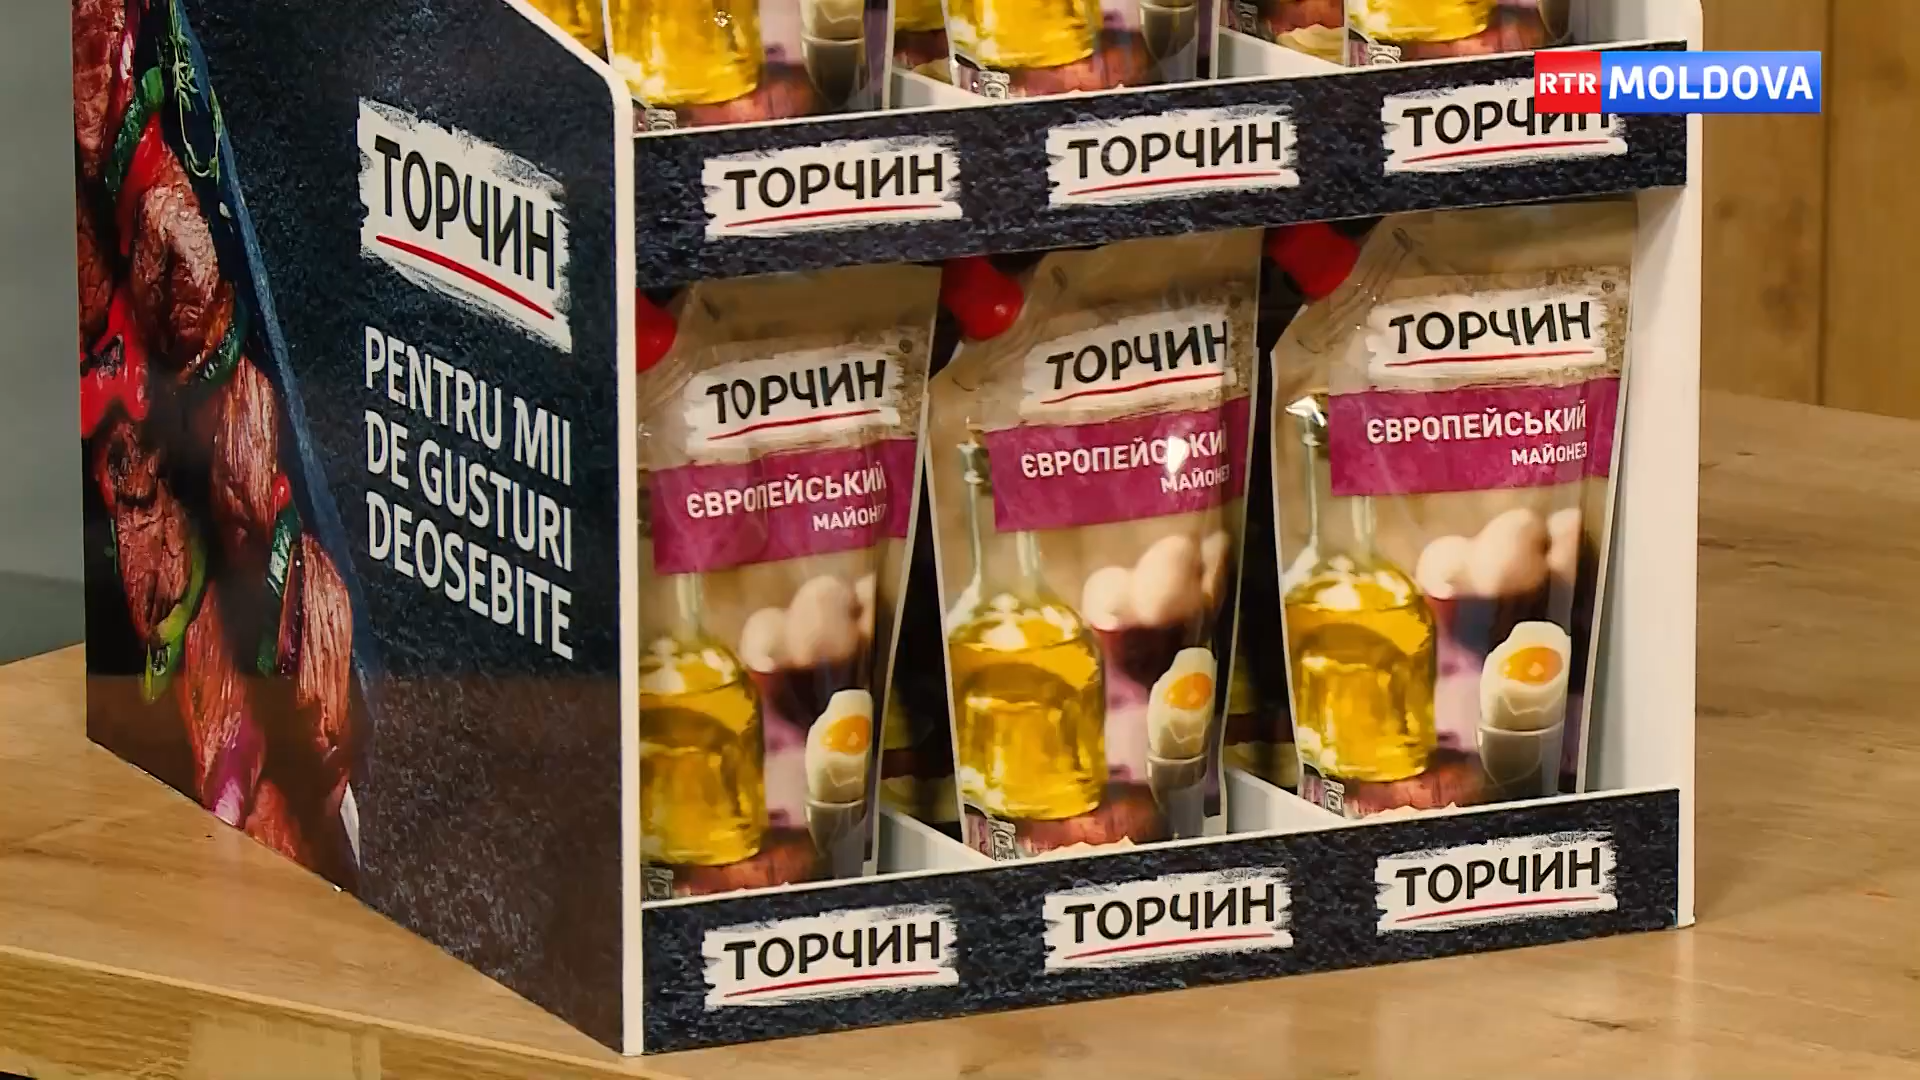 RTR MOLDOVA
ТОРЧИН
ТОРЧИН
ТОРЧИН
ТОРЧИН
PENTRU MII
DE GUSTURI
DEOSEBITE
ТОРЧИН
ЄВРОПЕЙСЬКИЙ
МАЙОНЕЗ
ТОРЧИН
ЄВРОПЕЙСЬКИЙ
МАЙОНЕЗ
ТОРЧИН
ЄВРОПЕЙСЬКИЙ
МАЙОНЕЗ
ТОРЧИН
ТОРЧИН
ТОРЧИН